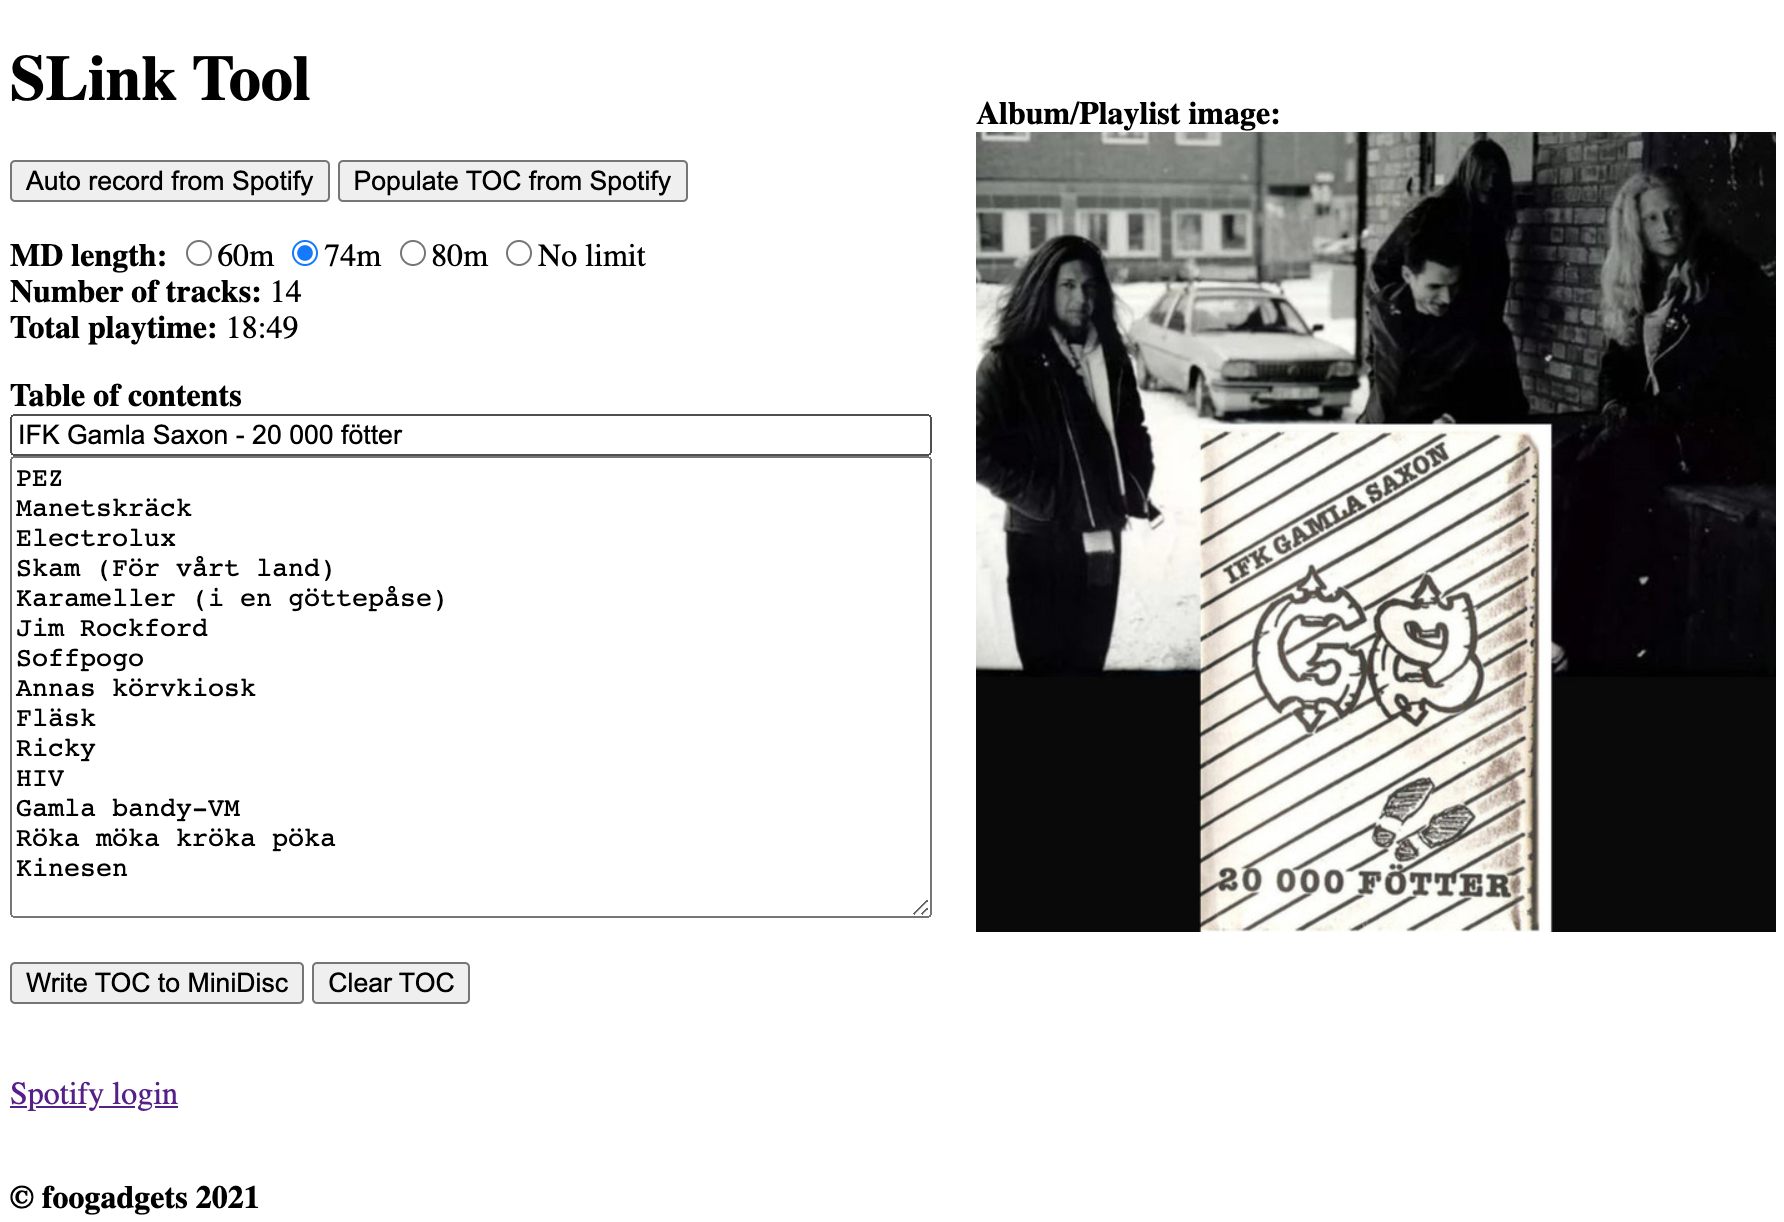 SLink Tool
Auto record from Spotify Populate TOC from Spotify
MD length: 60m 74m 80m No limit
Number of tracks: 14
Total playtime: 18:49
Table of contents
IFK Gamla Saxon - 20 000 fötter
PEZ
Manetskräck
Electrolux
Skam (För vårt land)
Karameller (i en göttepåse)
Jim Rockford
Soffpogo
Annas körvkiosk
Fläsk
Ricky
HIV
Gamla bandy-VM
Röka möka kröka pöka
Kinesen
Write TOC to MiniDisc Clear TOC
Spotify login
© foogadgets 2021
Album/Playlist image:
IFK GAMLA SAXON
GS
20 000 FÖTTER